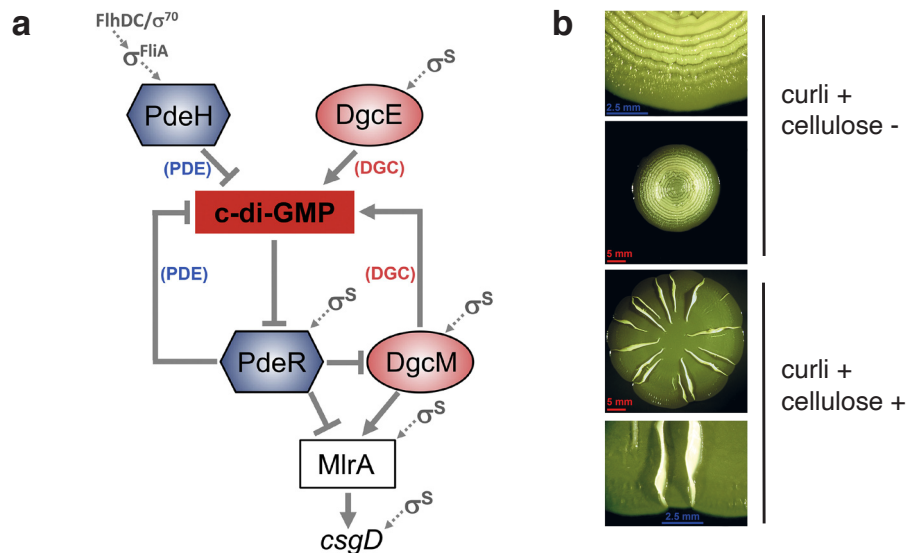 a
FlhDC/σ⁷⁰
σFliA
PdeH
DgcE
σS
(PDE)
(DGC)
c-di-GMP
(PDE)
(DGC)
σS
σS
PdeR
DgcM
σS
MlrA
σS
csgD
b
2.5 mm
5 mm
curli +
cellulose -
5 mm
2.5 mm
curli +
cellulose +